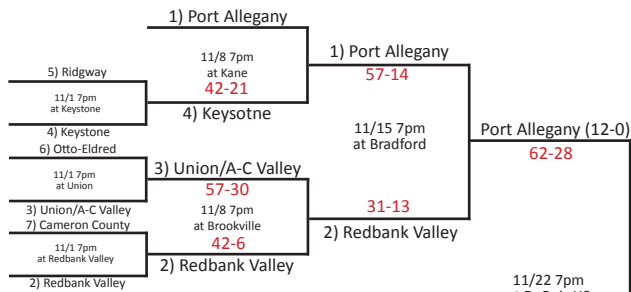 1) Port Allegany
11/8 7pm
at Kane
42-21
5) Ridgway
11/1 7pm
at Keystone
4) Keystone
4) Keysotne
1) Port Allegany
57-14
6) Otto-Eldred
11/1 7pm
at Union
3) Union/A-C Valley
3) Union/A-C Valley
57-30
11/8 7pm
at Brookville
42-6
7) Cameron County
11/1 7pm
at Redbank Valley
2) Redbank Valley
2) Redbank Valley
11/15 7pm
at Bradford
31-13
2) Redbank Valley
Port Allegany (12-0)
62-28
11/22 7pm